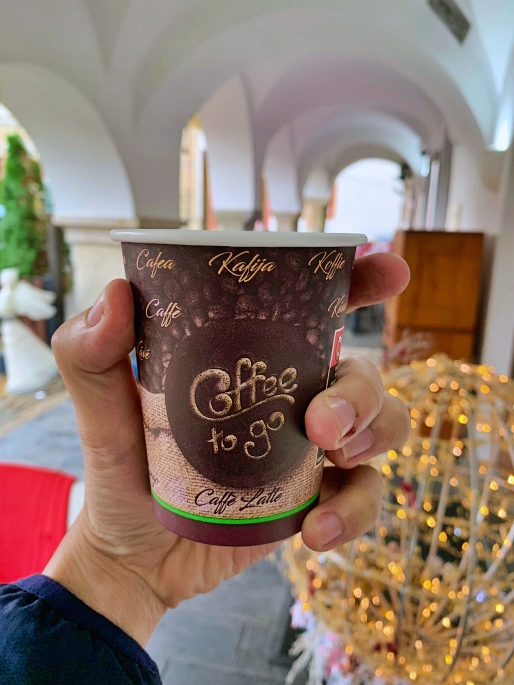 Cafea Kafija Koffie
Caffè
Coffee
to go
Caffè Latte